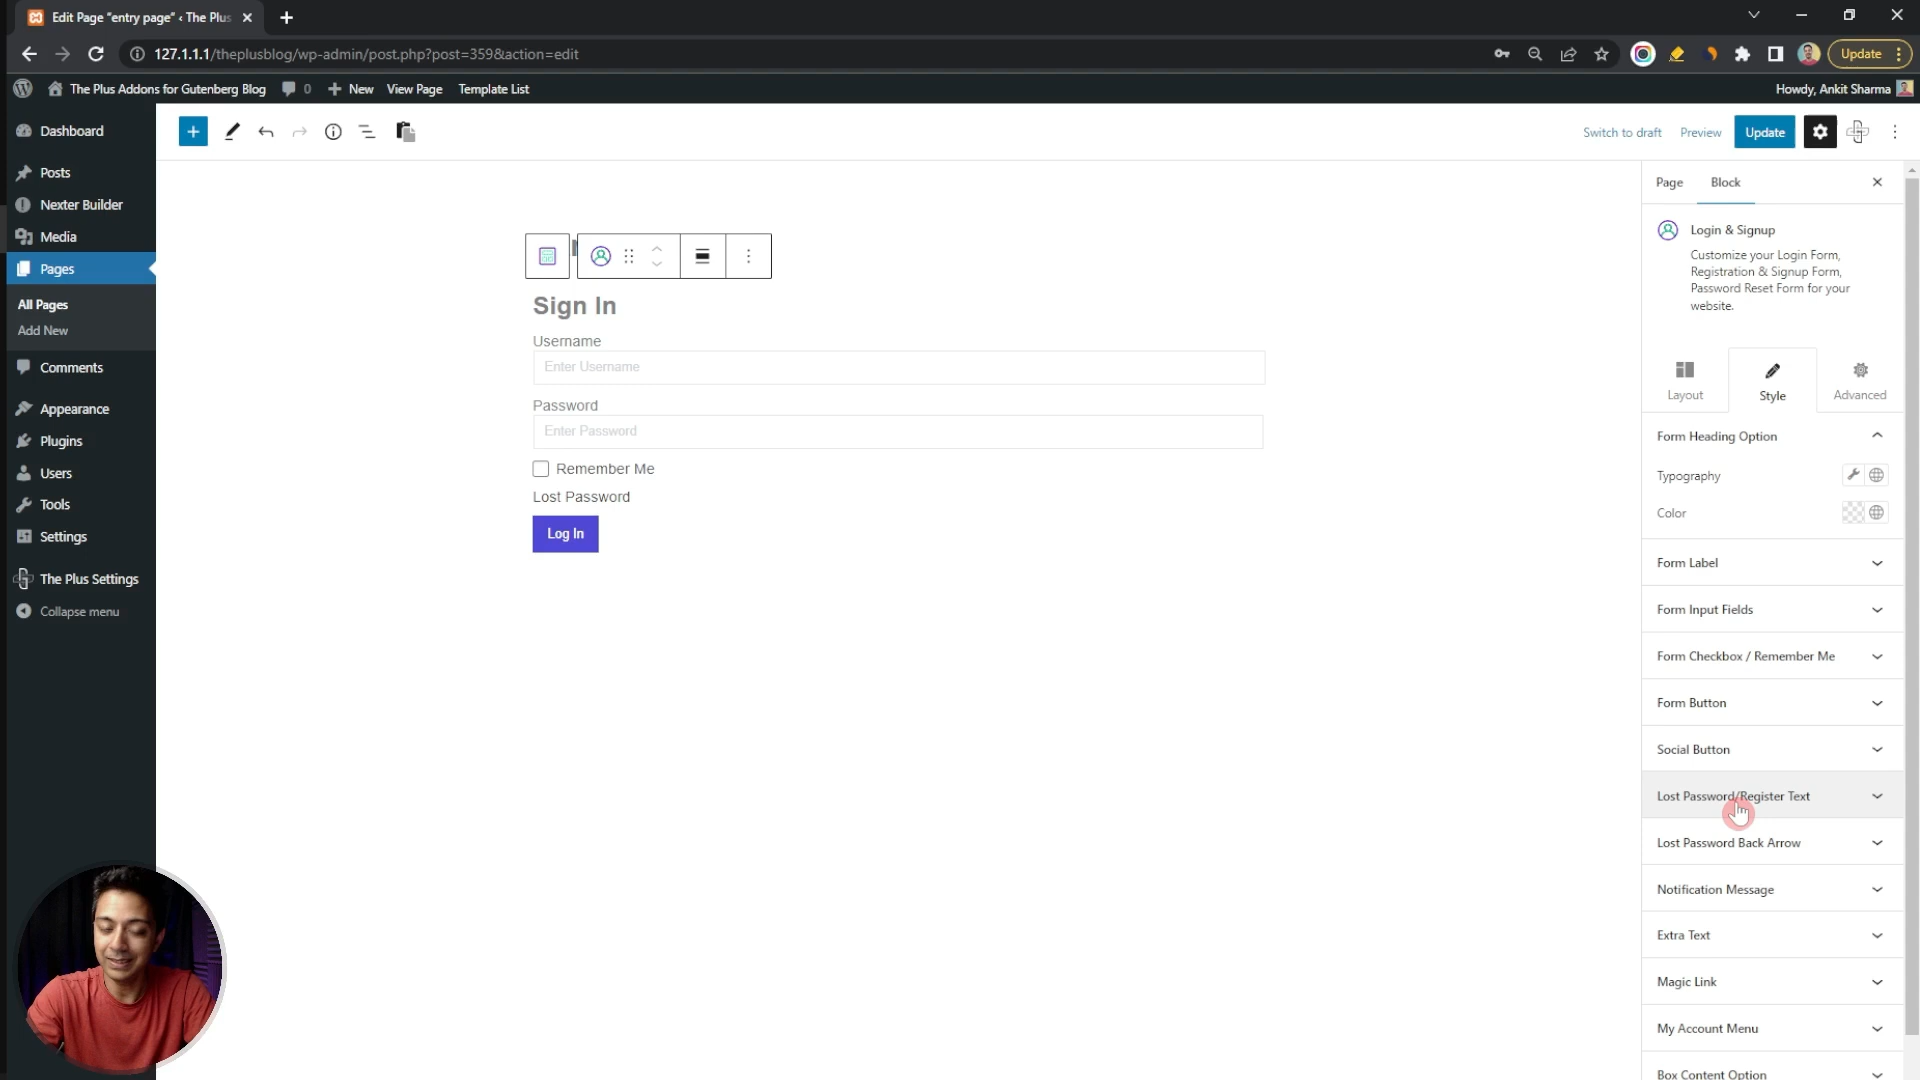 Edit Page "entry page" ‹ The Plus
127.1.1.1/theplusblog/wp-admin/post.php?post=359&action=edit
Update
The Plus Addons for Gutenberg Blog
0
New
View Page
Template List
Howdy, Ankit Sharma
Dashboard
Posts
Nexter Builder
Media
Pages
All Pages
Add New
Comments
Appearance
Plugins
Users
Tools
Settings
The Plus Settings
Collapse menu
Switch to draft
Preview
Update
Sign In
Username
Enter Username
Password
Enter Password
Remember Me
Lost Password
Log In
Page
Block
Login & Signup
Customize your Login Form,
Registration & Signup Form,
Password Reset Form for your
website.
Layout
Style
Advanced
Form Heading Option
Typography
Color
Form Label
Form Input Fields
Form Checkbox / Remember Me
Form Button
Social Button
Lost Password/Register Text
Lost Password Back Arrow
Notification Message
Extra Text
Magic Link
My Account Menu
Box Content Option